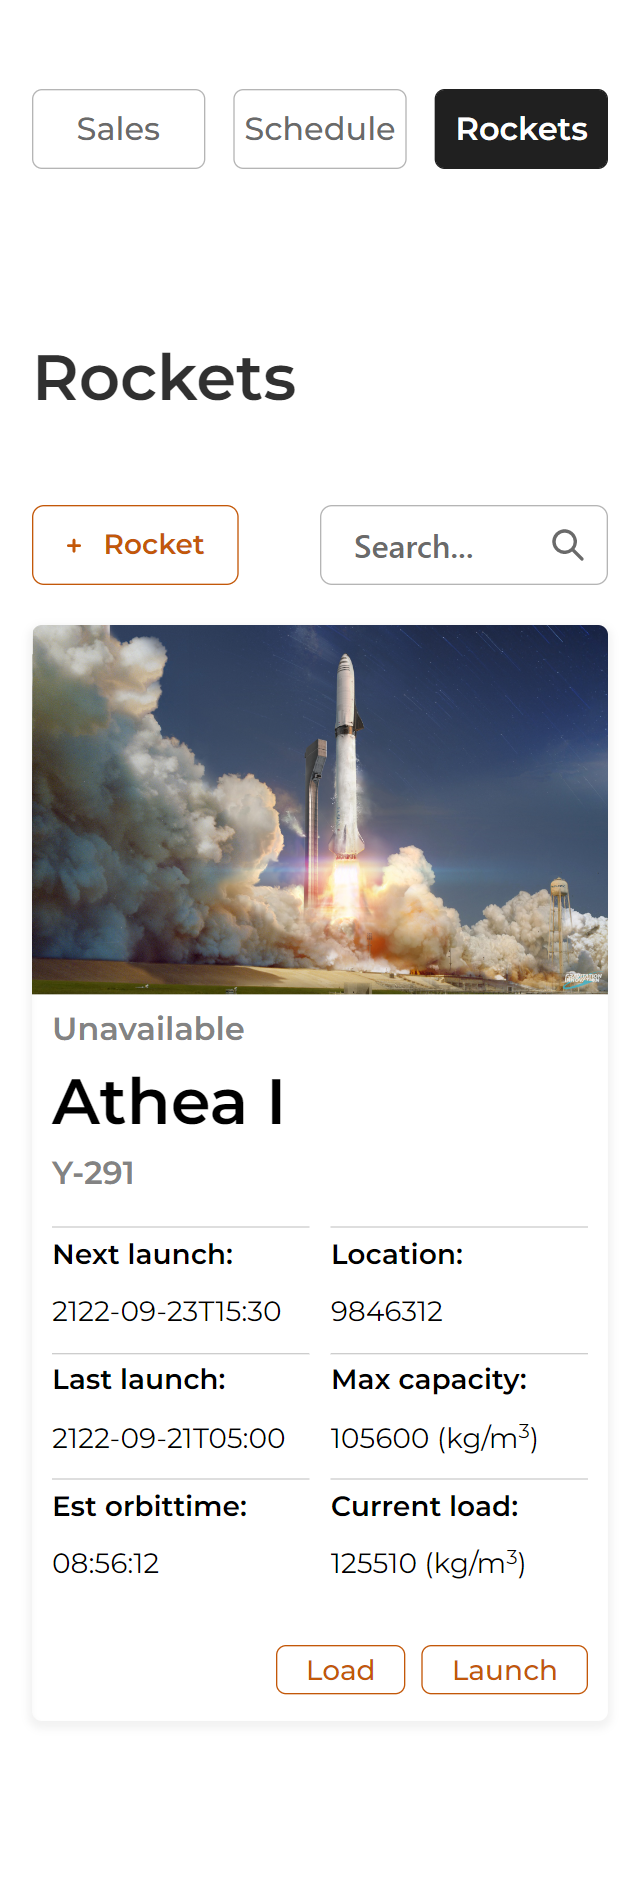 Sales
Schedule
Rockets
Rockets
+ Rocket
Search...
Unavailable
Athea I
Y-291
Next launch:
Location:
2122-09-23T15:30
9846312
Last launch:
Max capacity:
2122-09-21T05:00
105600 (kg/m³)
Est orbittime:
Current load:
08:56:12
125510 (kg/m³)
Load
Launch